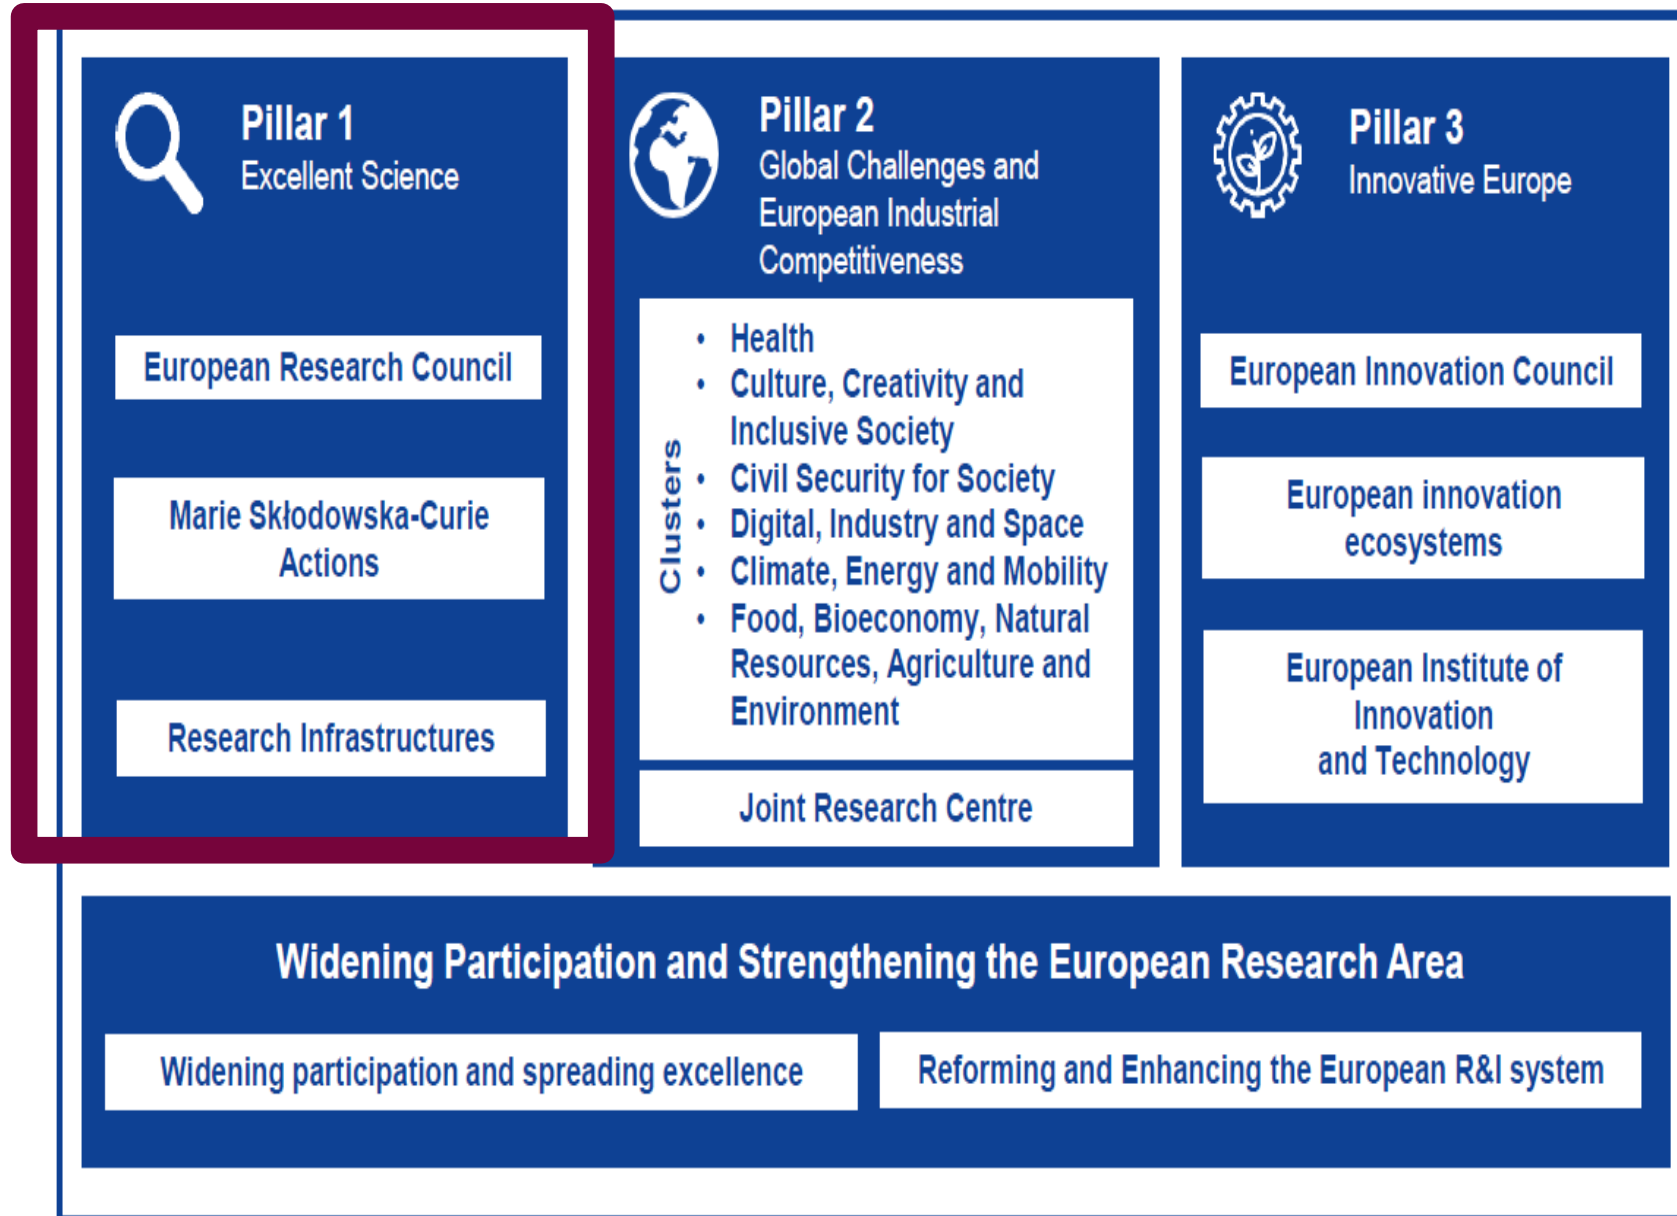 Pillar 1
Excellent Science
European Research Council
Marie Skłodowska-Curie
Actions
Research Infrastructures
Pillar 2
Global Challenges and
European Industrial
Competitiveness
Clusters
• Health
• Culture, Creativity and
Inclusive Society
• Civil Security for Society
• Digital, Industry and Space
• Climate, Energy and Mobility
• Food, Bioeconomy, Natural
Resources, Agriculture and
Environment
Joint Research Centre
Pillar 3
Innovative Europe
European Innovation Council
European innovation
ecosystems
European Institute of
Innovation
and Technology
Widening Participation and Strengthening the European Research Area
Widening participation and spreading excellence
Reforming and Enhancing the European R&I system